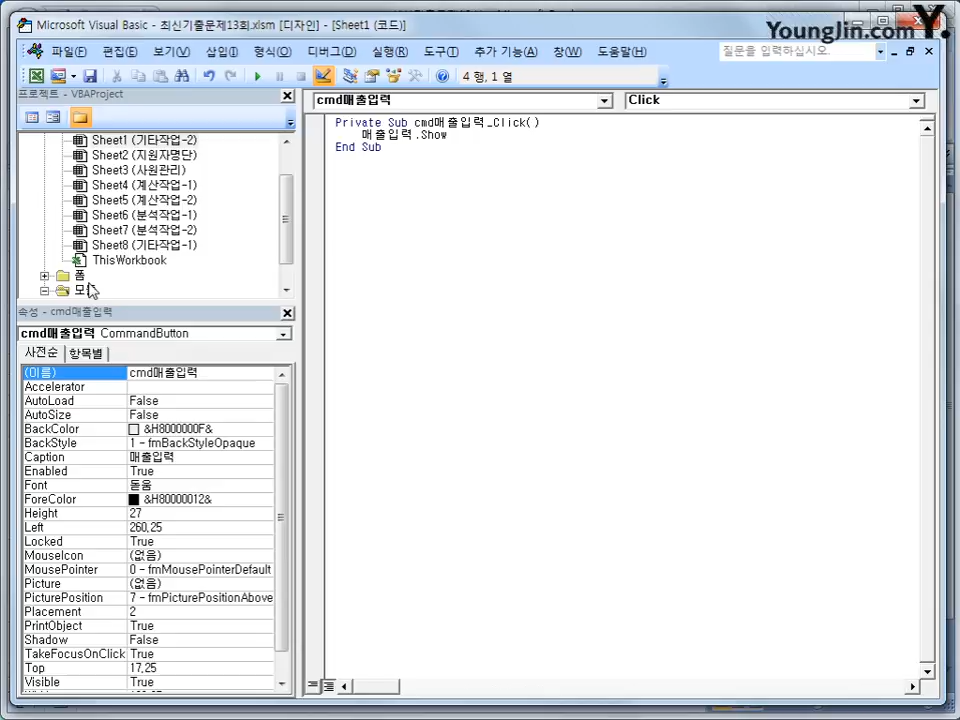 Microsoft Visual Basic - 최신기출문제13회.xlsm [디자인] - [Sheet1 (코드)]
Younglin.com
Y.
파일(F) 편집(E) 보기(V) 삽입(I) 형식(O) 디버그(D) 실행(R) 도구(T) 추가 기능(A) 창(W) 도움말(H)
질문을 입력하십시오.
4 행, 1 열
프로젝트 - VBAProject
Sheet1 (기타작업-2)
Sheet2 (지원자명단)
Sheet3 (사원관리)
Sheet4 (계산작업-1)
Sheet5 (계산작업-2)
Sheet6 (분석작업-1)
Sheet7 (분석작업-2)
Sheet8 (기타작업-1)
ThisWorkbook
폼
속성 - cmd매출입력
cmd매출입력 CommandButton
사전순 항목별
(이름) cmd매출입력
Accelerator
AutoLoad False
AutoSize False
BackColor &H8000000F&
BackStyle 1 - fmBackStyleOpaque
Caption 매출입력
Enabled True
Font 돋움
ForeColor &H80000012&
Height 27
Left 260,25
Locked True
MouseIcon (없음)
MousePointer 0 - fmMousePointerDefault
Picture (없음)
PicturePosition 7 - fmPicturePositionAbove
Placement 2
PrintObject True
Shadow False
TakeFocusOnClick True
Top 17,25
Visible True
cmd매출입력
Click
Private Sub cmd매출입력_Click()
매출입력.Show
End Sub